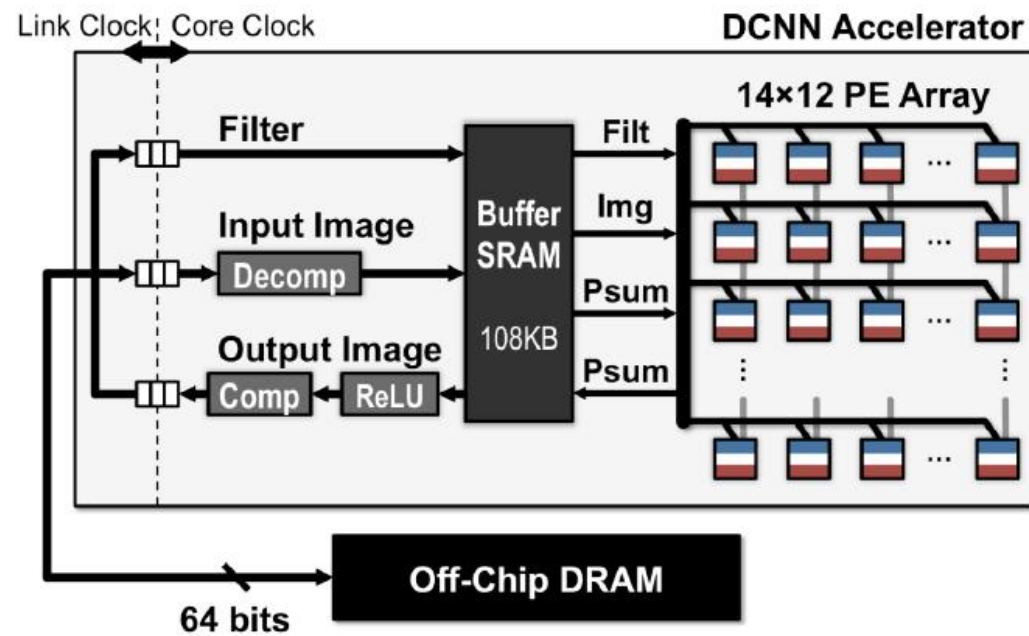 Link Clock Core Clock
DCNN Accelerator
14×12 PE Array
Filter
Filt
Input Image
Img
Buffer
SRAM
Decomp
Psum
108KB
Output Image
Psum
Comp
ReLU
...
...
...
...
Off-Chip DRAM
64 bits